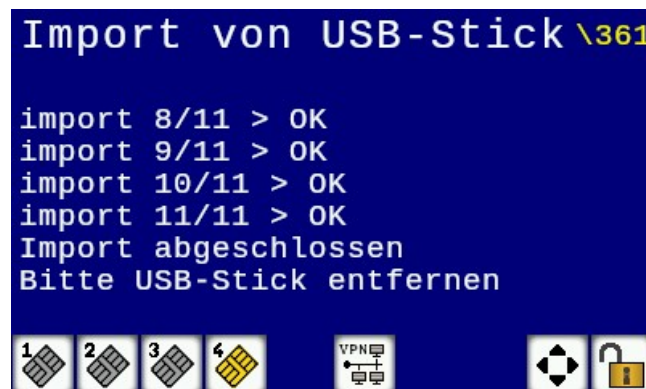 Import von USB-Stick \361
import 8/11 > OK
import 9/11 > OK
import 10/11 > OK
import 11/11 > OK
Import abgeschlossen
Bitte USB-Stick entfernen
1 2 3 4 VPN